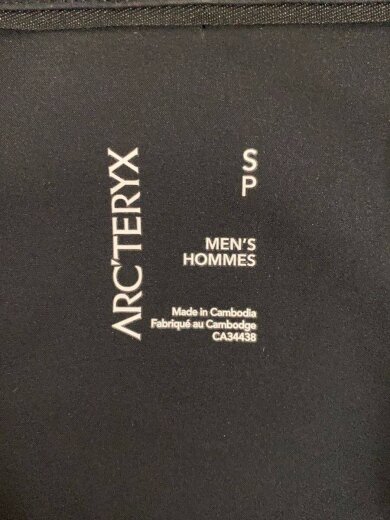 ARC'TERYX
S
P
MEN'S
HOMMES
Made in Cambodia
Fabriqué au Cambodge
CA34438